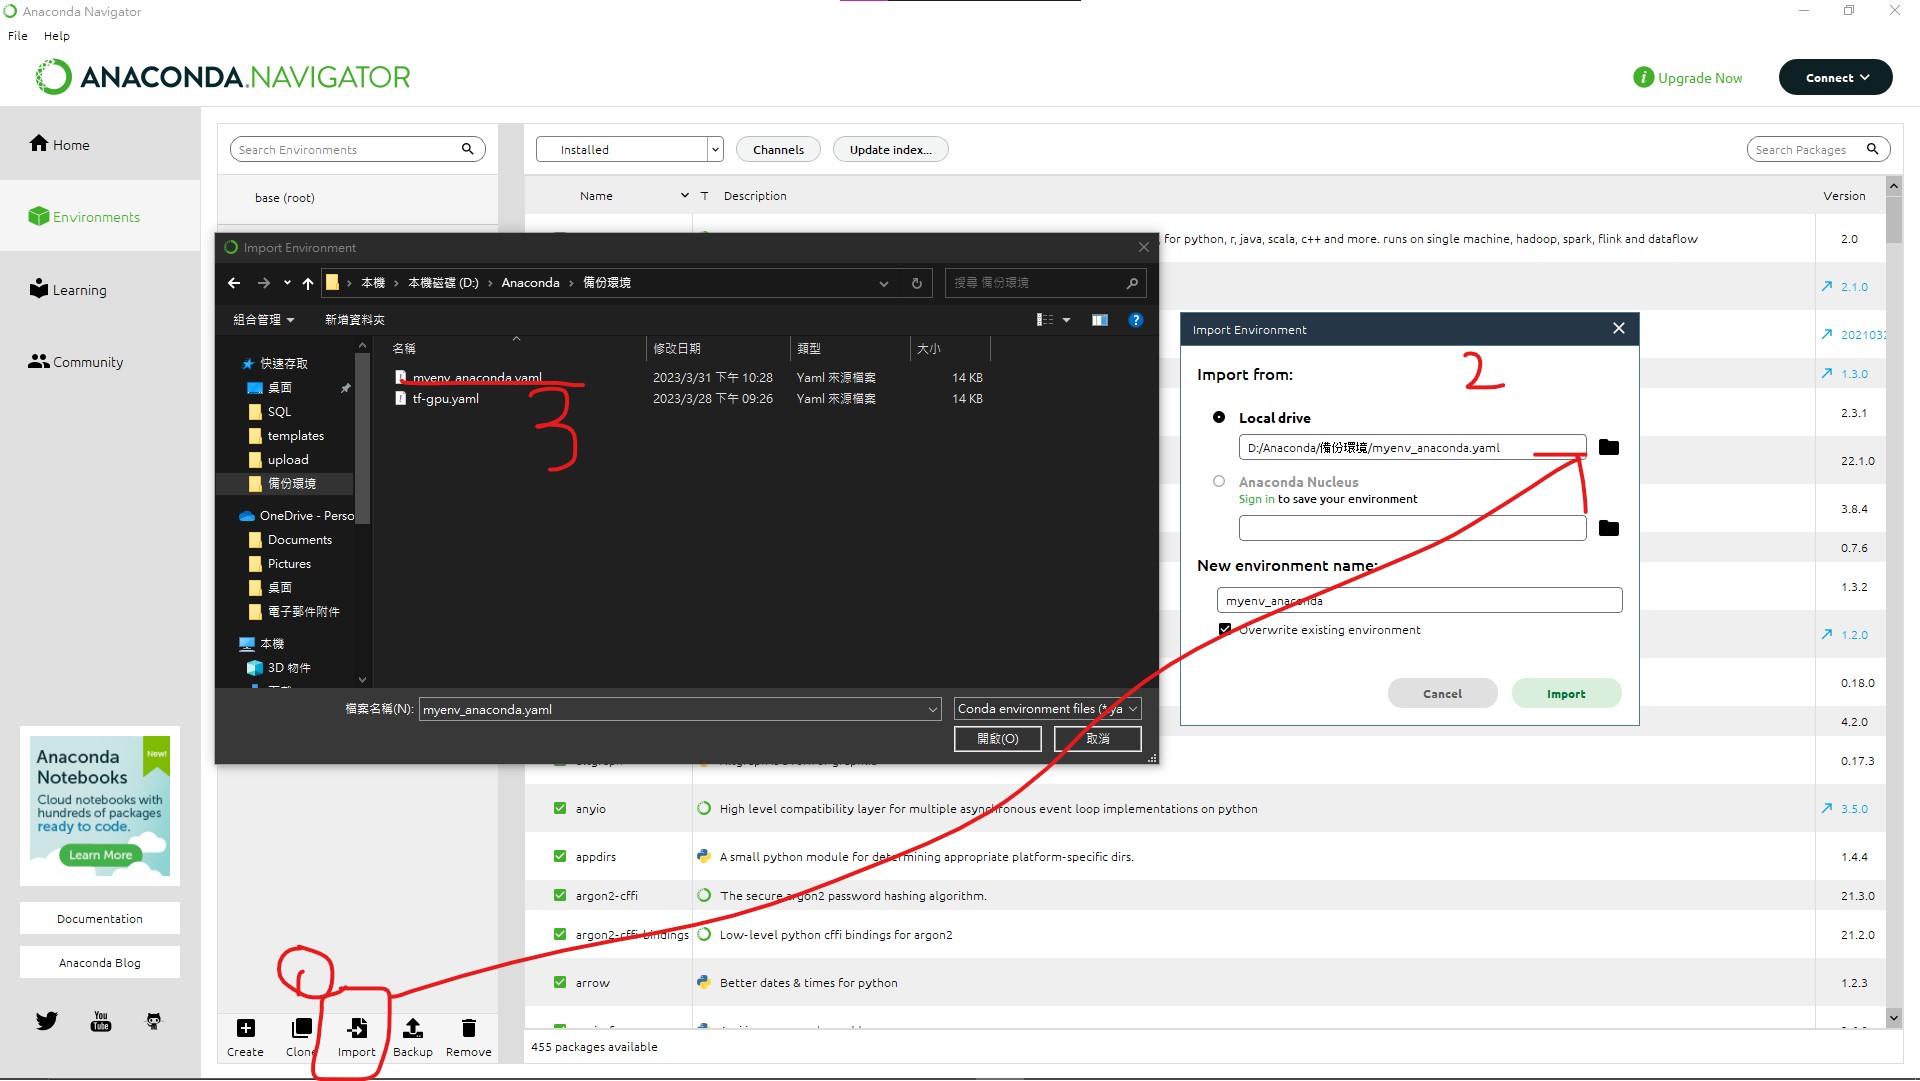 Anaconda Navigator
File Help
ANACONDA.NAVIGATOR
Upgrade Now
Connect
Home
Environments
Learning
Community
Anaconda
Notebooks
New!
Cloud notebooks with
hundreds of packages
ready to code.
Learn More
Documentation
Anaconda Blog
You
Tube
Search Environments
base (root)
1
Create Clone Import Backup Remove
Installed
Channels
Update index...
Search Packages
Name T Description Version
for python, r, java, scala, c++ and more. runs on single machine, hadoop, spark, flink and dataflow 2.0
2.1.0
1.3.0
2.3.1
22.1.0
3.8.4
0.7.6
1.3.2
1.2.0
0.18.0
4.2.0
0.17.3
anyio High level compatibility layer for multiple asynchronous event loop implementations on python 3.5.0
appdirs A small python module for determining appropriate platform-specific dirs. 1.4.4
argon2-cffi The secure argon2 password hashing algorithm. 21.3.0
argon2-cffi-bindings Low-level python cffi bindings for argon2 21.2.0
arrow Better dates & times for python 1.2.3
455 packages available
Import Environment
本機 › 本機磁碟 (D:) › Anaconda › 備份環境
搜尋 備份環境
組合管理 新增資料夾
快速存取
桌面
SQL
templates
upload
備份環境
OneDrive - Perso
Documents
Pictures
桌面
電子郵件附件
本機
3D 物件
名稱 修改日期 類型 大小
myenv_anaconda.yaml 2023/3/31 下午 10:28 Yaml 來源檔案 14 KB
tf-gpu.yaml 2023/3/28 下午 09:26 Yaml 來源檔案 14 KB
3
檔案名稱(N): myenv_anaconda.yaml Conda environment files (*.ya
開啟(O) 取消
Import Environment
2
Import from:
Local drive
D:/Anaconda/備份環境/myenv_anaconda.yaml
Anaconda Nucleus
Sign in to save your environment
New environment name:
myenv_anaconda
Overwrite existing environment
Cancel Import